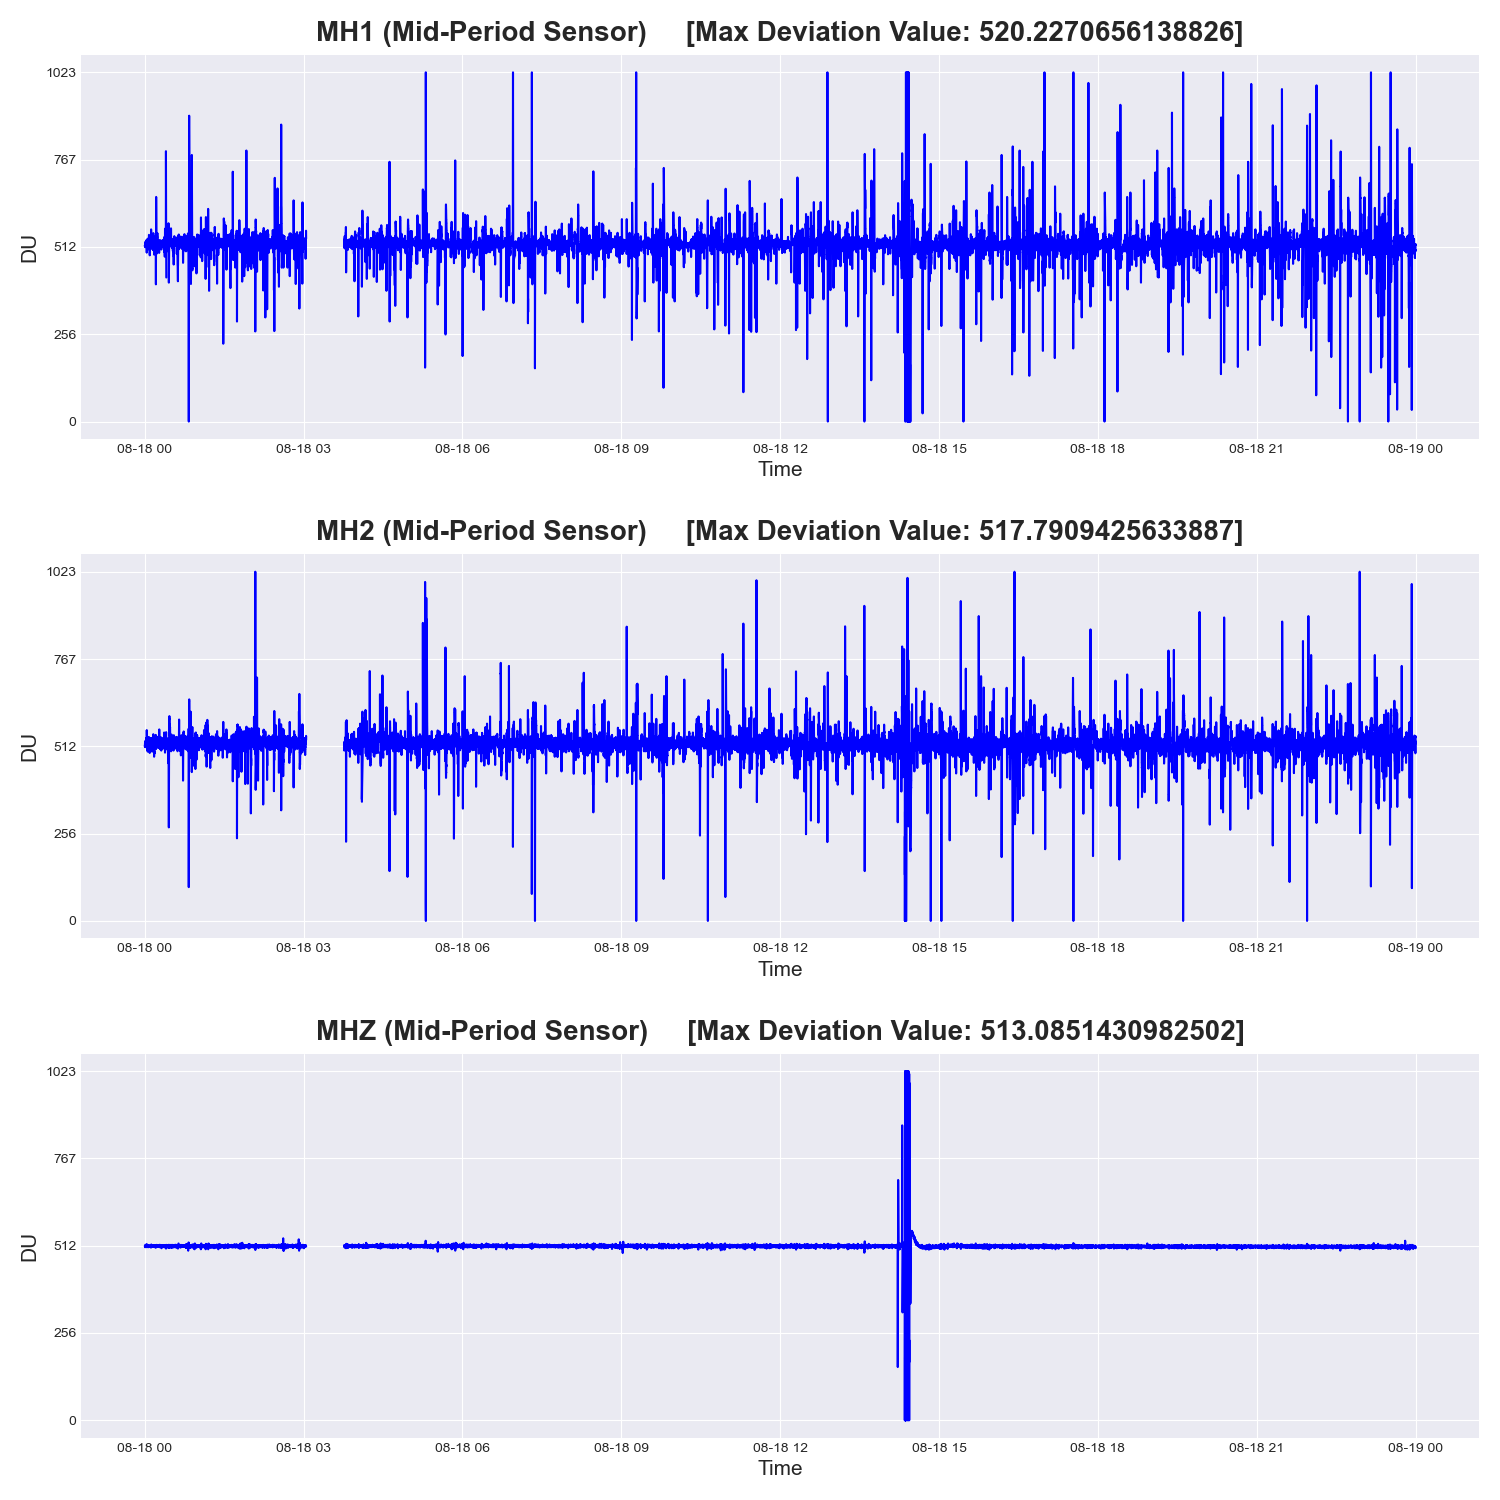 MH1 (Mid-Period Sensor) [Max Deviation Value: 520.2270656138826]
1023
767
512
256
0
DU
08-18 00 08-18 03 08-18 06 08-18 09 08-18 12 08-18 15 08-18 18 08-18 21 08-19 00
Time
MH2 (Mid-Period Sensor) [Max Deviation Value: 517.7909425633887]
1023
767
512
256
0
DU
08-18 00 08-18 03 08-18 06 08-18 09 08-18 12 08-18 15 08-18 18 08-18 21 08-19 00
Time
MHZ (Mid-Period Sensor) [Max Deviation Value: 513.0851430982502]
1023
767
512
256
0
DU
08-18 00 08-18 03 08-18 06 08-18 09 08-18 12 08-18 15 08-18 18 08-18 21 08-19 00
Time